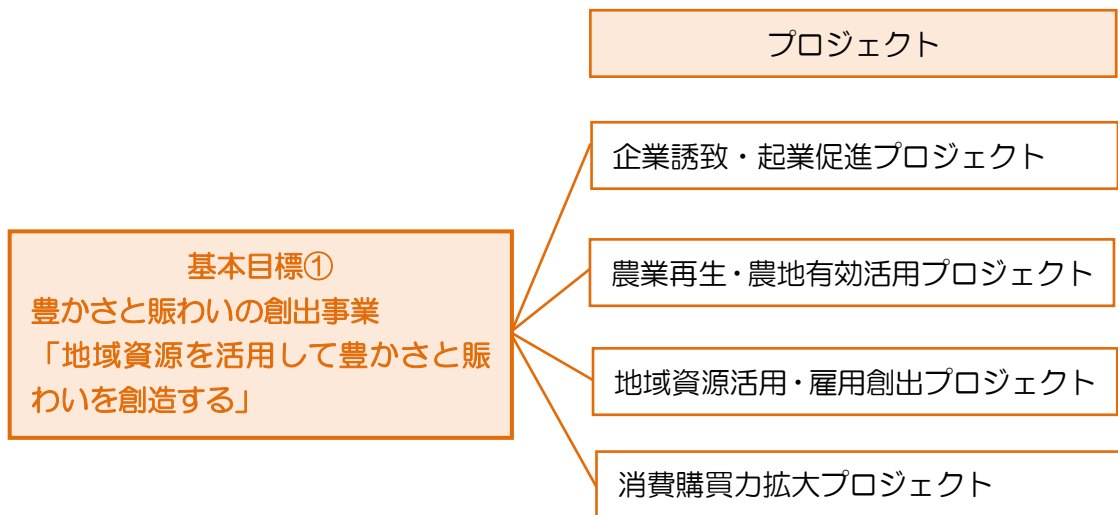 プロジェクト
企業誘致・起業促進プロジェクト
農業再生・農地有効活用プロジェクト
基本目標①
豊かさと賑わいの創出事業
「地域資源を活用して豊かさと賑
わいを創造する」
地域資源活用・雇用創出プロジェクト
消費購買力拡大プロジェクト